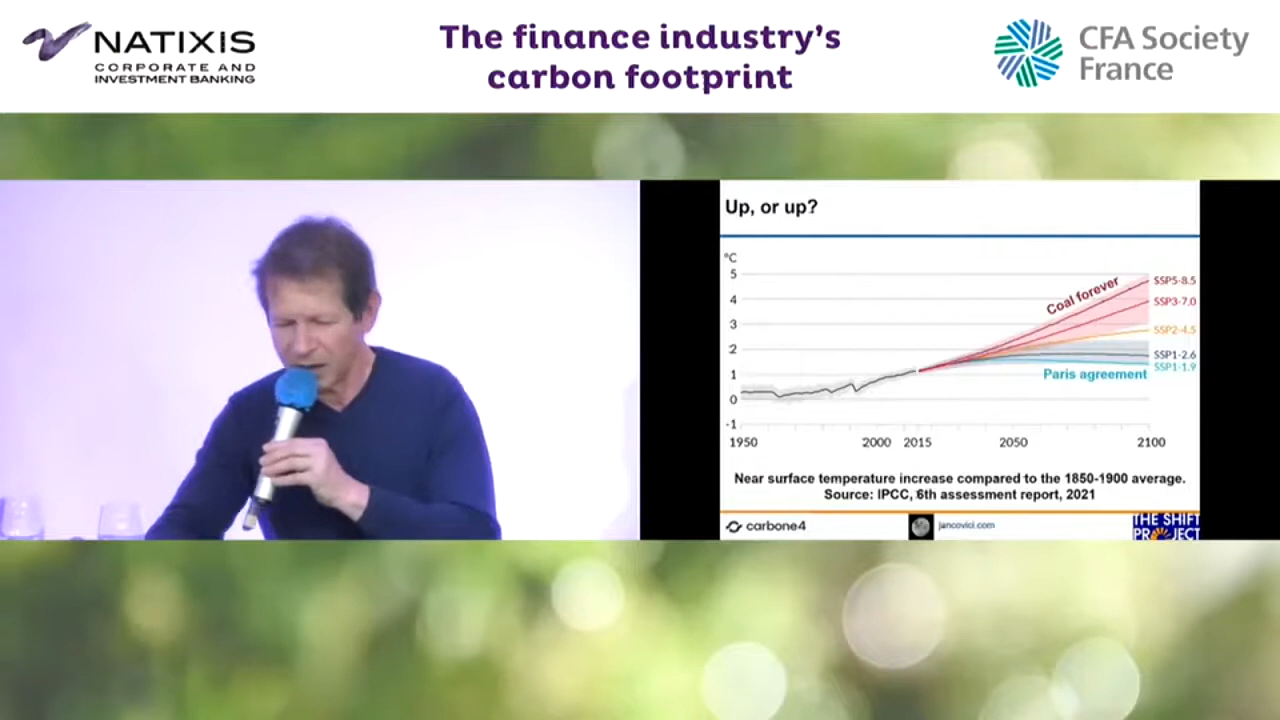 NATIXIS
CORPORATE AND
INVESTMENT BANKING
The finance industry's
carbon footprint
CFA Society
France
Up, or up?
°C
5
4
3
2
1
0
-1
Coal forever
SSP5-8.5
SSP3-7.0
SSP2-4.5
SSP1-2.6
SSP1-1.9
Paris agreement
1950
2000
2015
2050
2100
Near surface temperature increase compared to the 1850-1900 average.
Source: IPCC, 6th assessment report, 2021
carbone4
jancovici.com
THE SHIFT
PROJECT